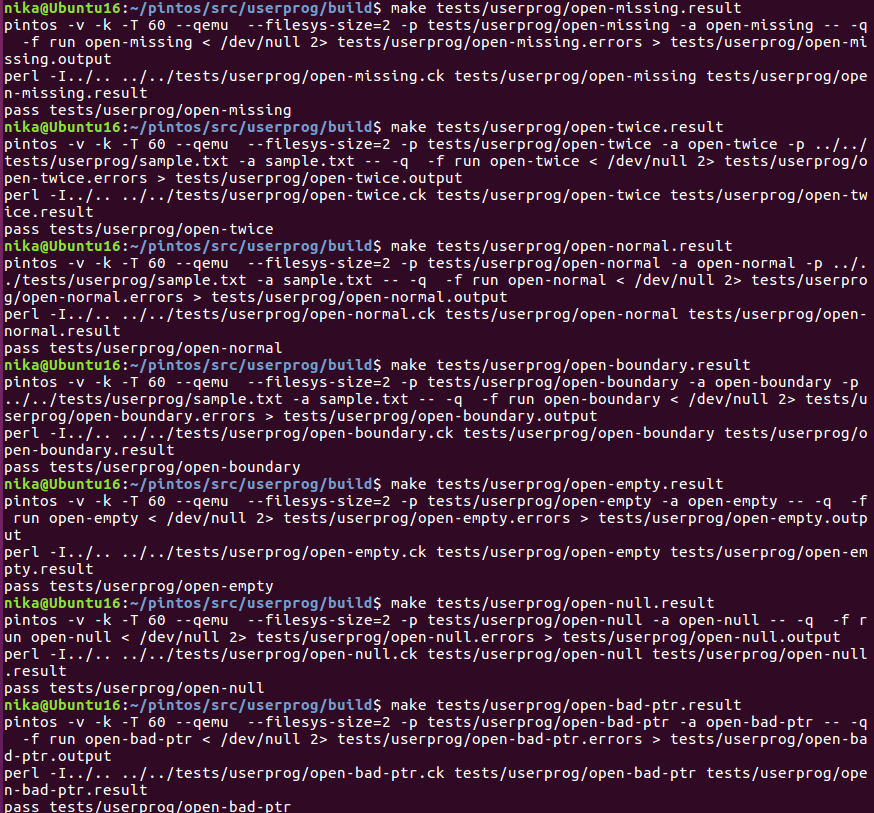 nika@Ubuntu16:~/pintos/src/userprog/build$ make tests/userprog/open-missing.result
pintos -v -k -T 60 --qemu  --filesys-size=2 -p tests/userprog/open-missing -a open-missing -- -q
  -f run open-missing < /dev/null 2> tests/userprog/open-missing.errors > tests/userprog/open-mi
ssing.output
perl -I../.. ../../tests/userprog/open-missing.ck tests/userprog/open-missing tests/userprog/ope
n-missing.result
pass tests/userprog/open-missing
nika@Ubuntu16:~/pintos/src/userprog/build$ make tests/userprog/open-twice.result
pintos -v -k -T 60 --qemu  --filesys-size=2 -p tests/userprog/open-twice -a open-twice -p ../../
tests/userprog/sample.txt -a sample.txt -- -q  -f run open-twice < /dev/null 2> tests/userprog/o
pen-twice.errors > tests/userprog/open-twice.output
perl -I../.. ../../tests/userprog/open-twice.ck tests/userprog/open-twice tests/userprog/open-tw
ice.result
pass tests/userprog/open-twice
nika@Ubuntu16:~/pintos/src/userprog/build$ make tests/userprog/open-normal.result
pintos -v -k -T 60 --qemu  --filesys-size=2 -p tests/userprog/open-normal -a open-normal -p ../.
./tests/userprog/sample.txt -a sample.txt -- -q  -f run open-normal < /dev/null 2> tests/userpro
g/open-normal.errors > tests/userprog/open-normal.output
perl -I../.. ../../tests/userprog/open-normal.ck tests/userprog/open-normal tests/userprog/open-
normal.result
pass tests/userprog/open-normal
nika@Ubuntu16:~/pintos/src/userprog/build$ make tests/userprog/open-boundary.result
pintos -v -k -T 60 --qemu  --filesys-size=2 -p tests/userprog/open-boundary -a open-boundary -p
../../tests/userprog/sample.txt -a sample.txt -- -q  -f run open-boundary < /dev/null 2> tests/u
serprog/open-boundary.errors > tests/userprog/open-boundary.output
perl -I../.. ../../tests/userprog/open-boundary.ck tests/userprog/open-boundary tests/userprog/o
pen-boundary.result
pass tests/userprog/open-boundary
nika@Ubuntu16:~/pintos/src/userprog/build$ make tests/userprog/open-empty.result
pintos -v -k -T 60 --qemu  --filesys-size=2 -p tests/userprog/open-empty -a open-empty -- -q  -f
 run open-empty < /dev/null 2> tests/userprog/open-empty.errors > tests/userprog/open-empty.outp
ut
perl -I../.. ../../tests/userprog/open-empty.ck tests/userprog/open-empty tests/userprog/open-em
pty.result
pass tests/userprog/open-empty
nika@Ubuntu16:~/pintos/src/userprog/build$ make tests/userprog/open-null.result
pintos -v -k -T 60 --qemu  --filesys-size=2 -p tests/userprog/open-null -a open-null -- -q  -f r
un open-null < /dev/null 2> tests/userprog/open-null.errors > tests/userprog/open-null.output
perl -I../.. ../../tests/userprog/open-null.ck tests/userprog/open-null tests/userprog/open-null
.result
pass tests/userprog/open-null
nika@Ubuntu16:~/pintos/src/userprog/build$ make tests/userprog/open-bad-ptr.result
pintos -v -k -T 60 --qemu  --filesys-size=2 -p tests/userprog/open-bad-ptr -a open-bad-ptr -- -q
  -f run open-bad-ptr < /dev/null 2> tests/userprog/open-bad-ptr.errors > tests/userprog/open-ba
d-ptr.output
perl -I../.. ../../tests/userprog/open-bad-ptr.ck tests/userprog/open-bad-ptr tests/userprog/ope
n-bad-ptr.result
pass tests/userprog/open-bad-ptr